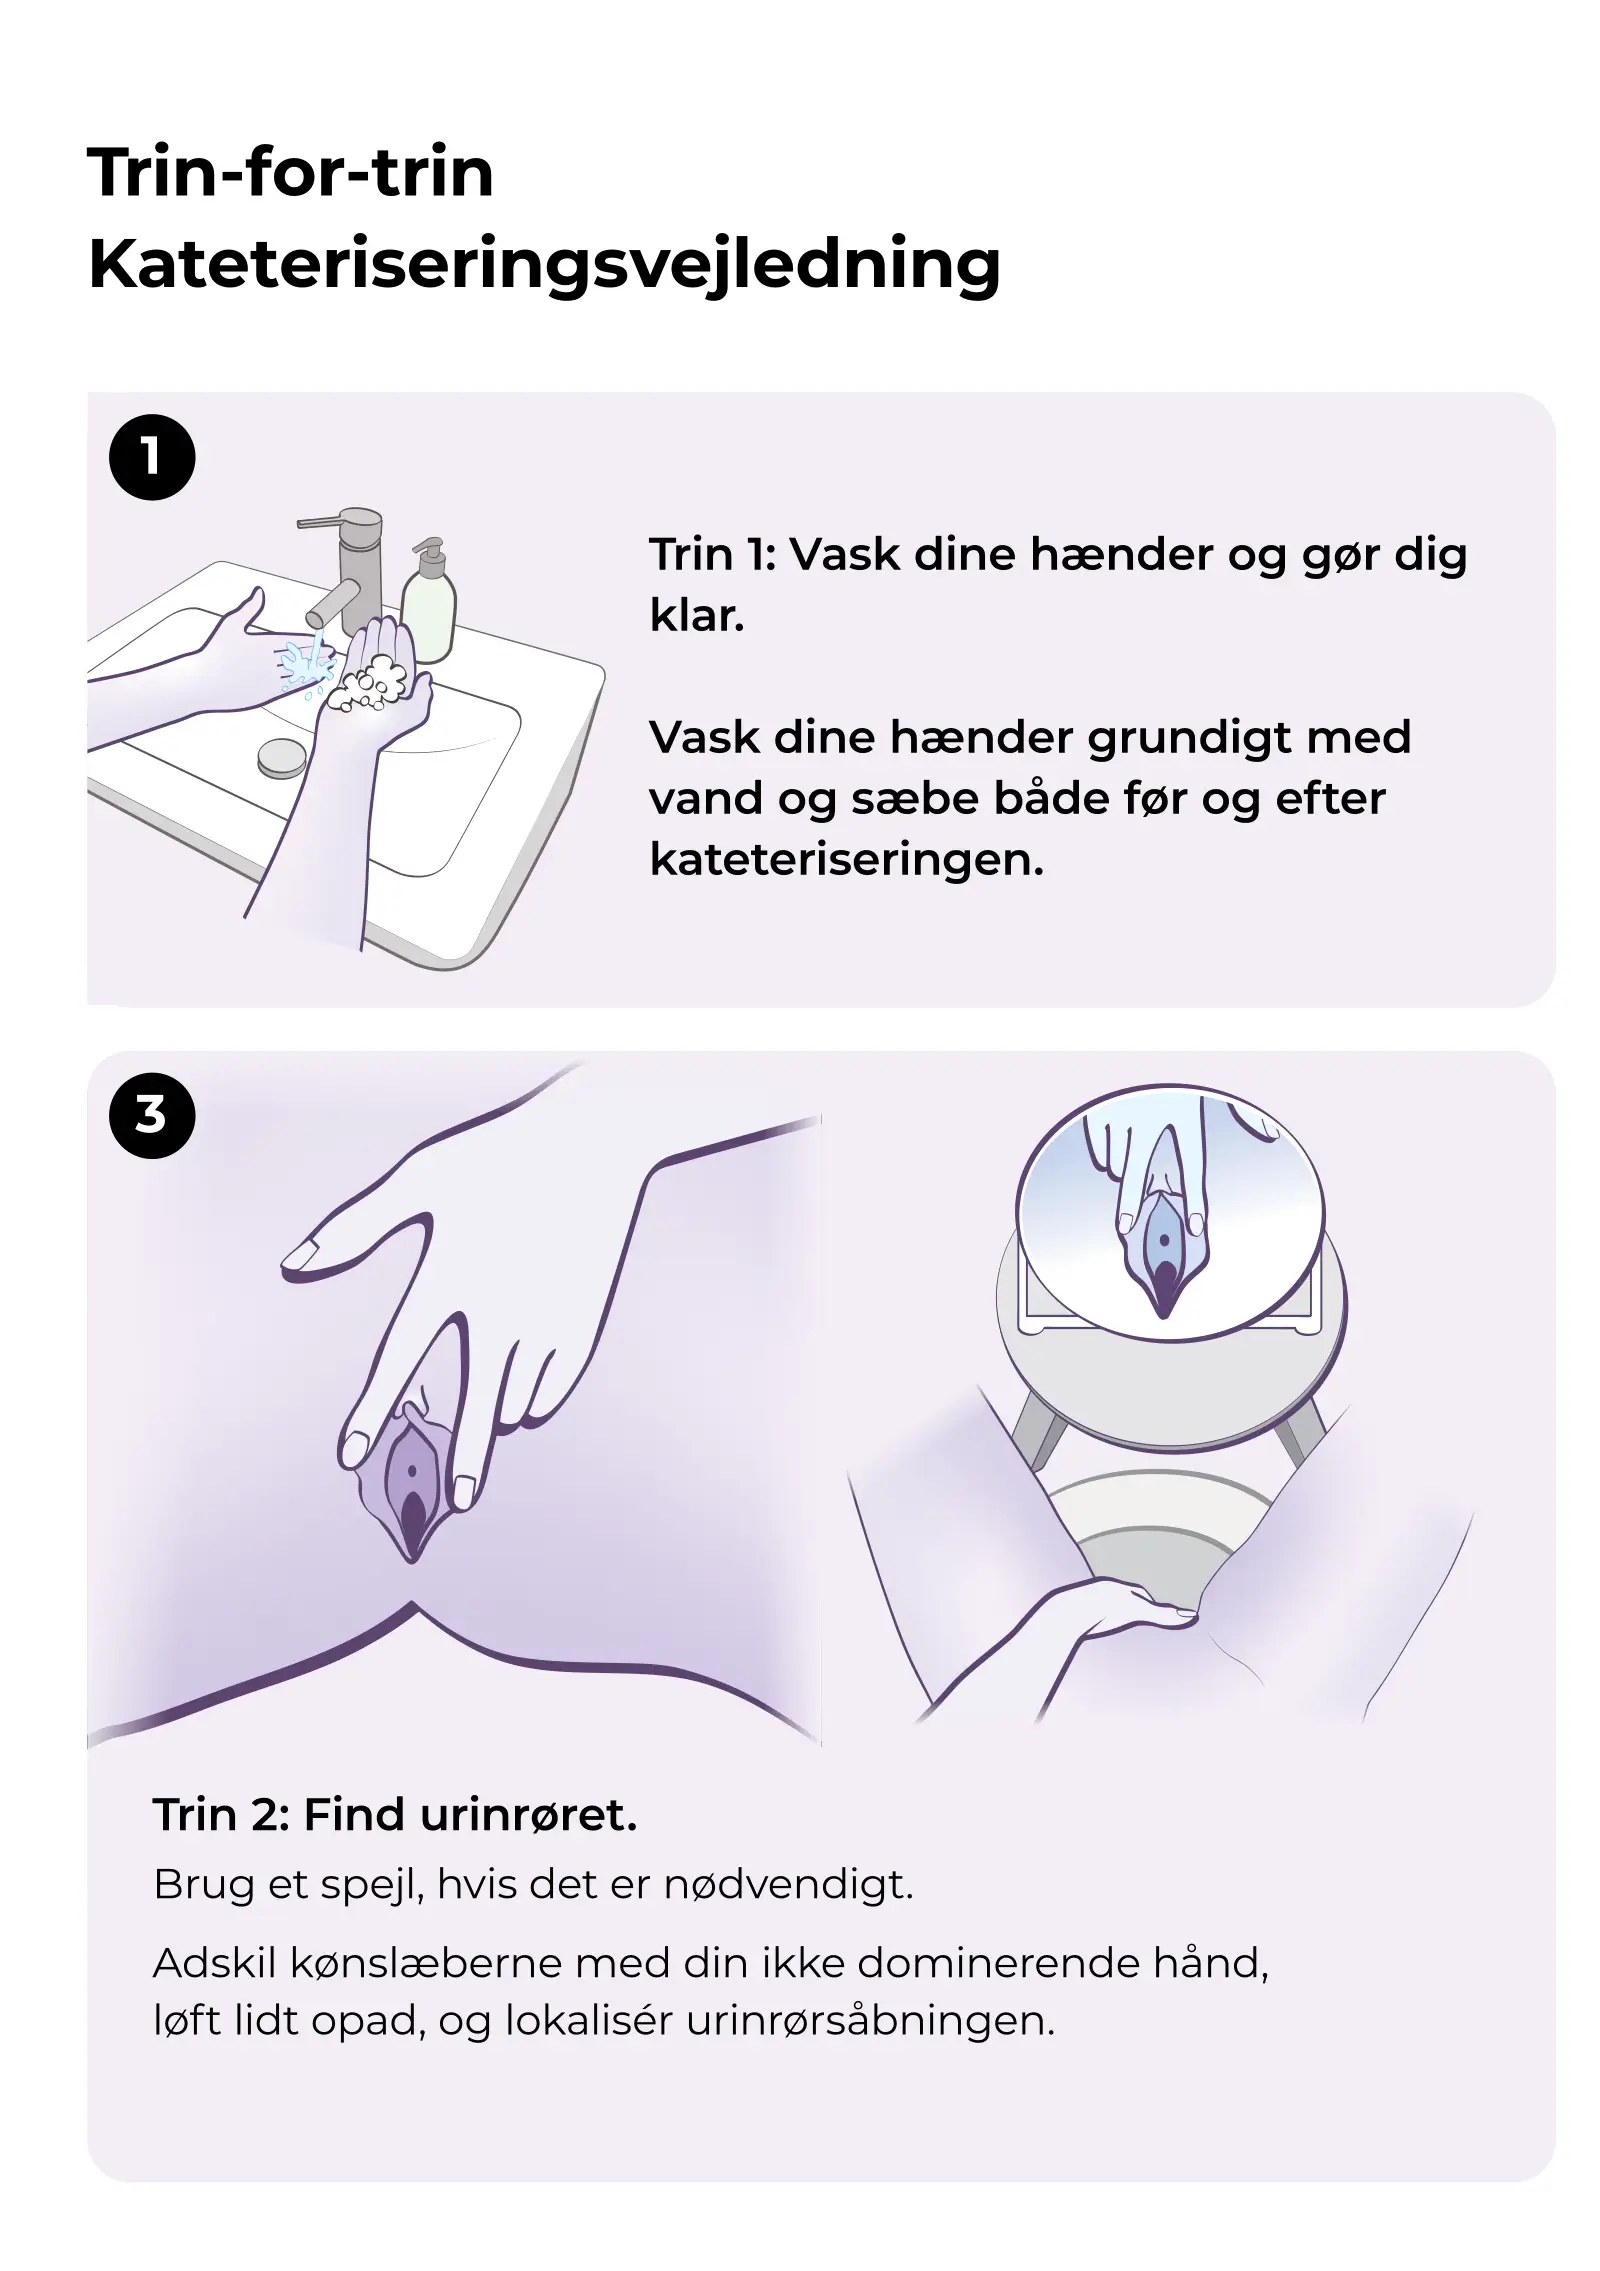 Trin-for-trin
Kateteriseringsvejledning
1
Trin 1: Vask dine hænder og gør dig
klar.
Vask dine hænder grundigt med
vand og sæbe både før og efter
kateteriseringen.
3
Trin 2: Find urinrøret.
Brug et spejl, hvis det er nødvendigt.
Adskil kønslæberne med din ikke dominerende hånd,
løft lidt opad, og lokalisér urinrørsåbningen.